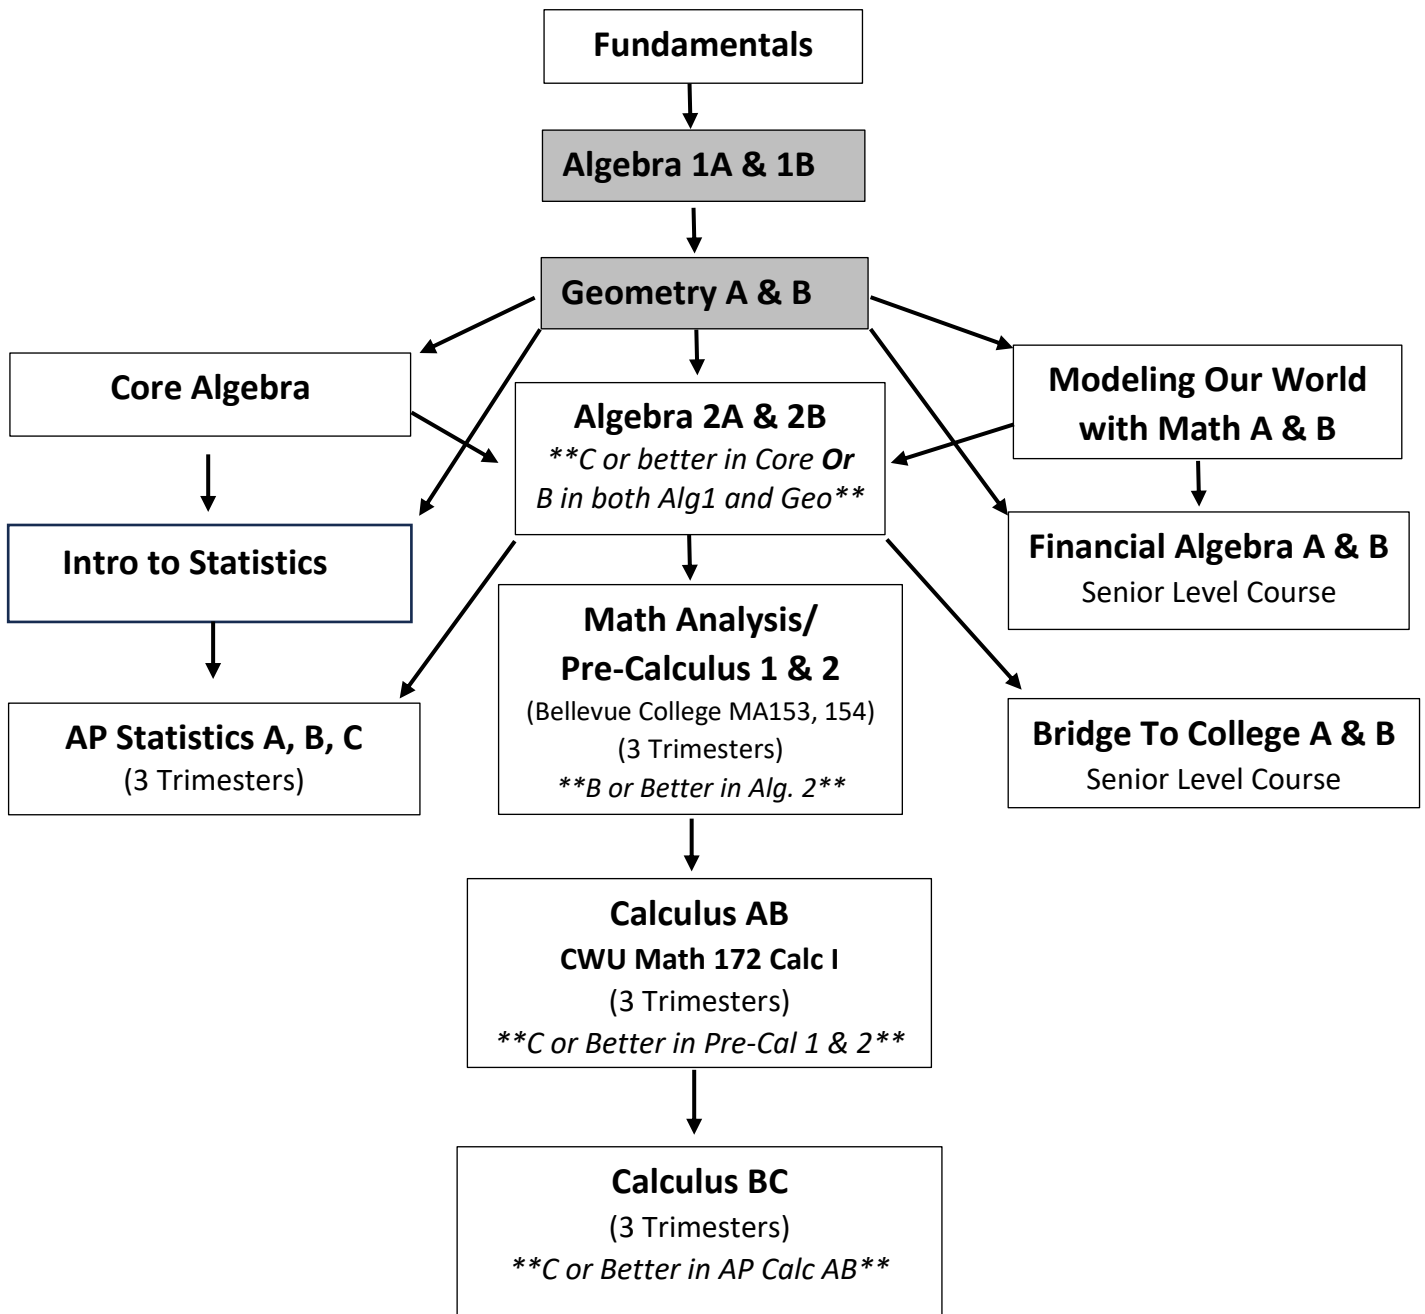 Fundamentals
Algebra 1A & 1B
Geometry A & B
Core Algebra
Algebra 2A & 2B
**C or better in Core Or
B in both Alg1 and Geo**
Modeling Our World
with Math A & B
Intro to Statistics
Financial Algebra A & B
Senior Level Course
Math Analysis/
Pre-Calculus 1 & 2
(Bellevue College MA153, 154)
(3 Trimesters)
**B or Better in Alg. 2**
AP Statistics A, B, C
(3 Trimesters)
Bridge To College A & B
Senior Level Course
Calculus AB
CWU Math 172 Calc I
(3 Trimesters)
**C or Better in Pre-Cal 1 & 2**
Calculus BC
(3 Trimesters)
**C or Better in AP Calc AB**